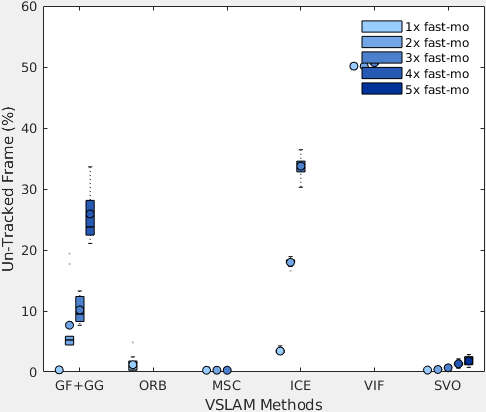 60
50
40
30
20
10
0
Un-Tracked Frame (%)
1x fast-mo
2x fast-mo
3x fast-mo
4x fast-mo
5x fast-mo
GF+GG ORB MSC ICE VIF SVO
VSLAM Methods